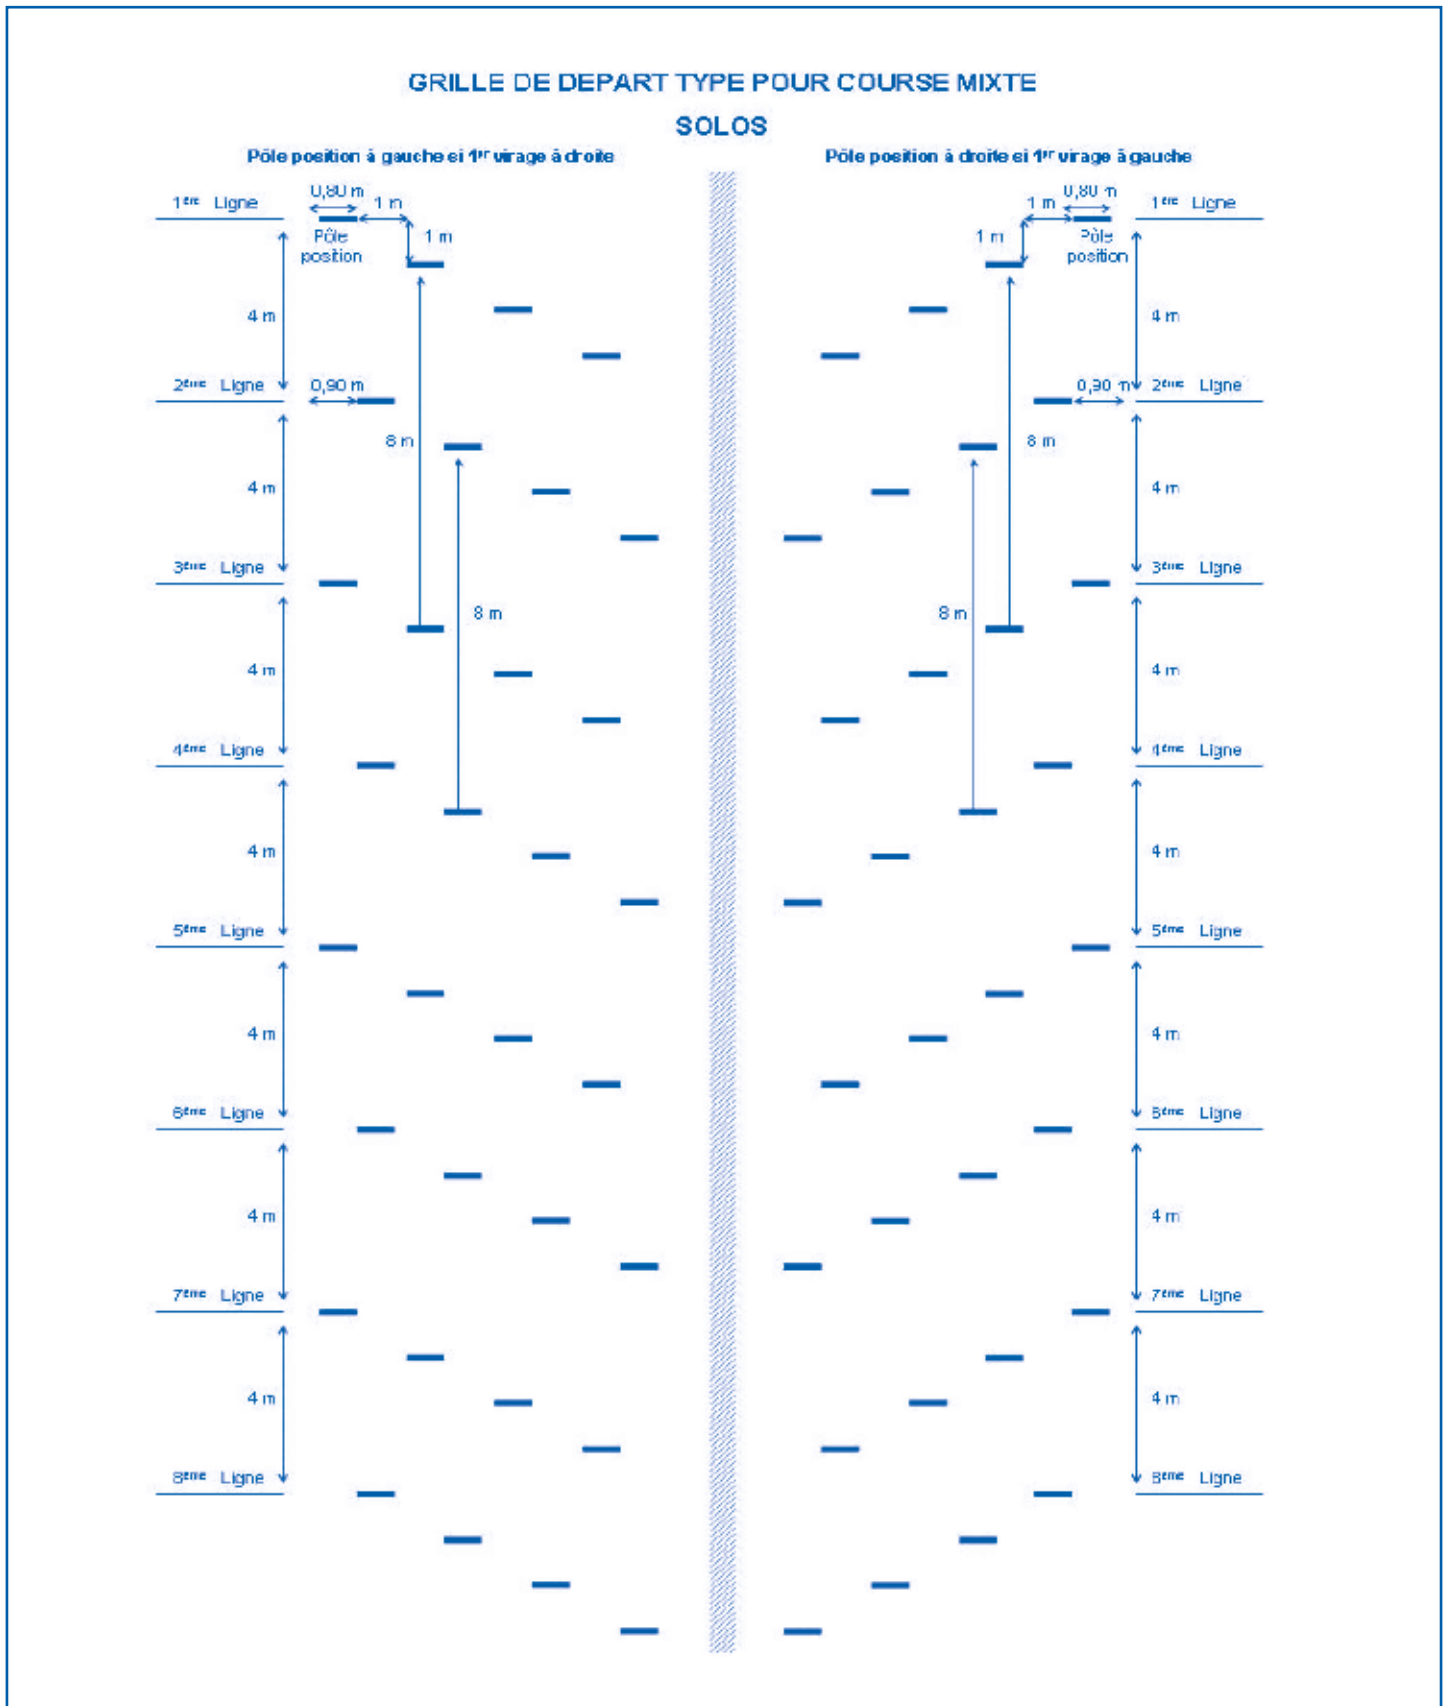 GRILLE DE DEPART TYPE POUR COURSE MIXTE
SOLOS
Pôle position à gauche si 1er virage à droite
Pôle position à droite si 1er virage à gauche
0,80 m
1 m
1ère Ligne
Pôle position
1 m
4 m
2ème Ligne
0,90 m
8 m
4 m
3ème Ligne
8 m
4 m
4ème Ligne
4 m
5ème Ligne
4 m
6ème Ligne
4 m
7ème Ligne
4 m
8ème Ligne
0,80 m
1 m
1ère Ligne
1 m
Pôle position
4 m
0,90 m
2ème Ligne
8 m
4 m
3ème Ligne
8 m
4 m
4ème Ligne
4 m
5ème Ligne
4 m
6ème Ligne
4 m
7ème Ligne
4 m
8ème Ligne